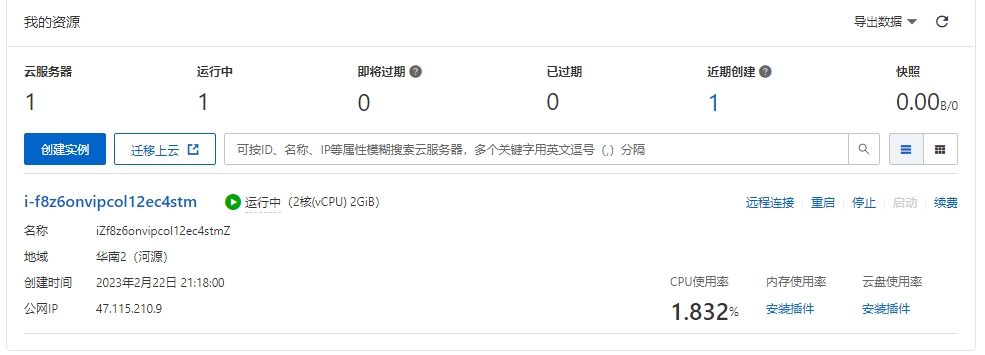 我的资源 导出数据
云服务器 运行中 即将过期 已过期 近期创建 快照
1 1 0 0 1 0.00B/0
创建实例 迁移上云 可按ID、名称、IP等属性模糊搜索云服务器，多个关键字用英文逗号（,）分隔
i-f8z6onvipcol12ec4stm 运行中 (2核(vCPU) 2GiB) 远程连接 重启 停止 启动 续费
名称 iZf8z6onvipcol12ec4stmZ
地域 华南2（河源）
创建时间 2023年2月22日 21:18:00 CPU使用率 内存使用率 云盘使用率
公网IP 47.115.210.9 1.832% 安装插件 安装插件